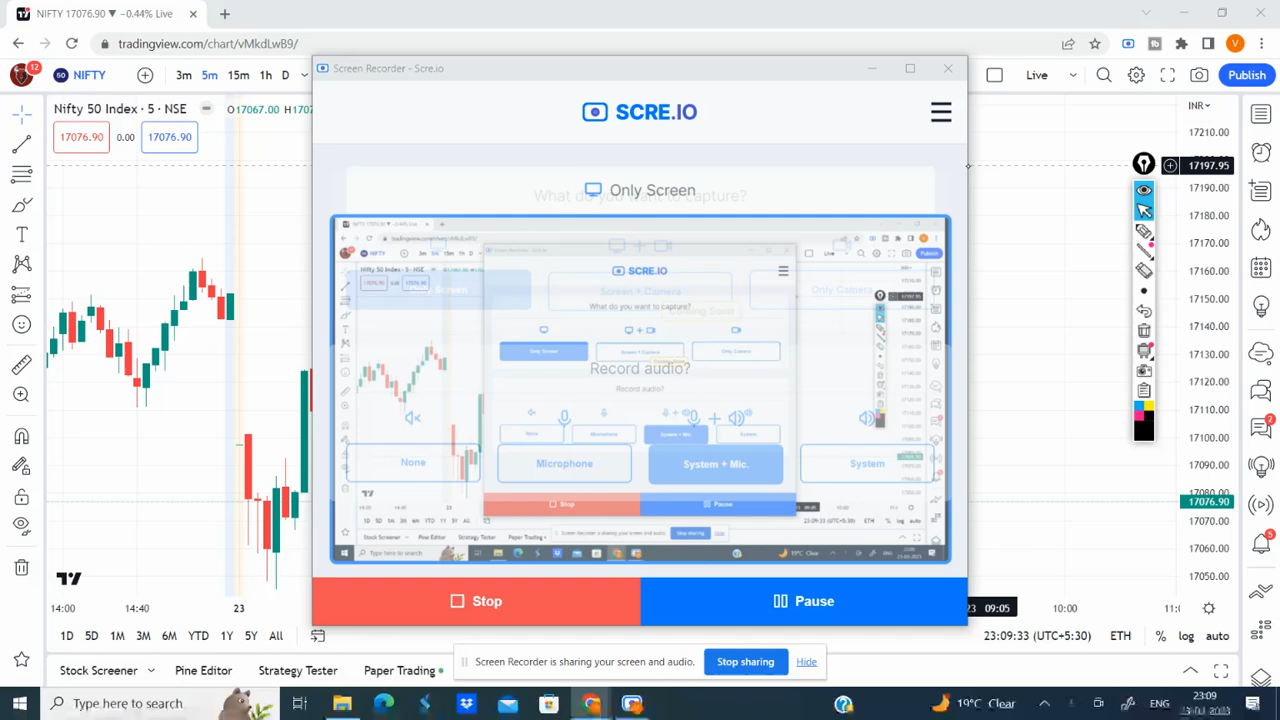 NIFTY 17076.90 ▼ −0.44% Live
tradingview.com/chart/vMkdLwB9/
12
50 NIFTY
3m 5m 15m 1h D
Live
Publish
Nifty 50 Index · 5 · NSE
O17067.00
17076.90 0.00 17076.90
INR
Screen Recorder - Scre.io
SCRE.IO
Only Screen
What do you want to capture?
Record audio?
None
Microphone
System + Mic.
System
Stop
Pause
17210.00
17197.95
17190.00
17180.00
17170.00
17160.00
17150.00
17140.00
17130.00
17120.00
17110.00
17100.00
17090.00
17080.00
17076.90
17070.00
17060.00
17050.00
14:00 14:40 23
23 09:05
10:00
1D 5D 1M 3M 6M YTD 1Y 5Y All
23:09:33 (UTC+5:30)
ETH
% log auto
Stock Screener
Pine Editor
Strategy Tester
Paper Trading
Screen Recorder is sharing your screen and audio.
Stop sharing
Hide
2
5
Type here to search
19°C Clear
ENG
23:09